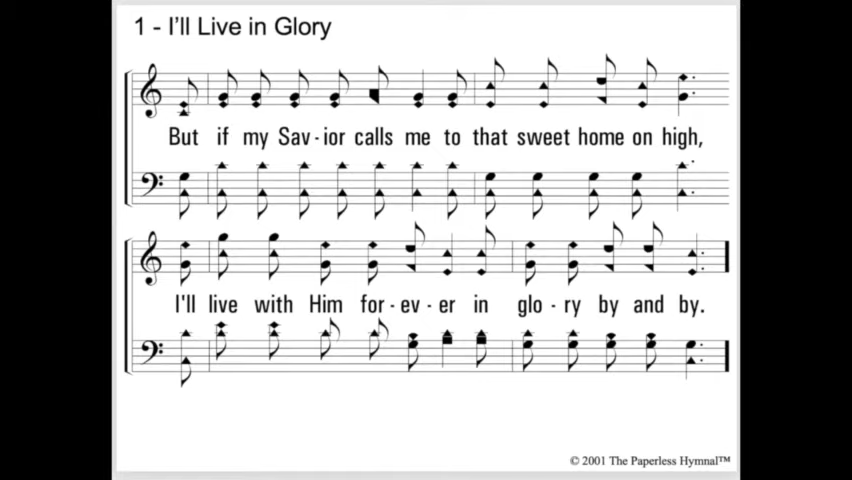 1 - I'll Live in Glory
But if my Sav - ior calls me to that sweet home on high,
I'll live with Him for - ev - er in glo - ry by and by.
© 2001 The Paperless Hymnal™